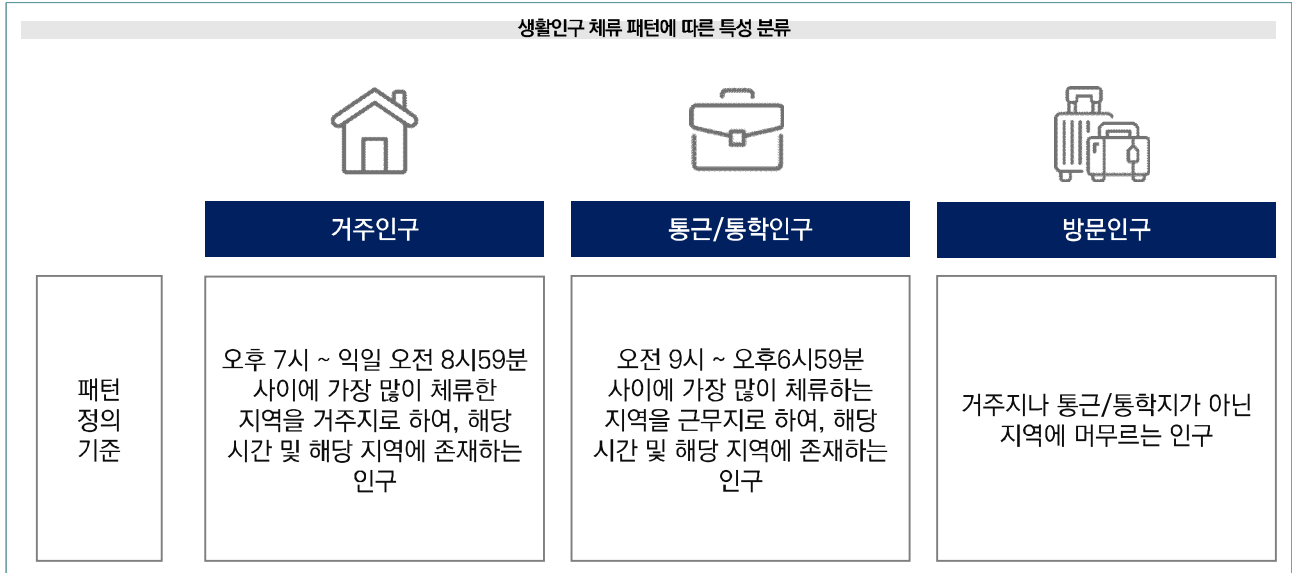 생활인구 체류 패턴에 따른 특성 분류
거주인구
통근/통학인구
방문인구
패턴
정의
기준
오후 7시 ~ 익일 오전 8시59분
사이에 가장 많이 체류한
지역을 거주지로 하여, 해당
시간 및 해당 지역에 존재하는
인구
오전 9시 ~ 오후6시59분
사이에 가장 많이 체류하는
지역을 근무지로 하여, 해당
시간 및 해당 지역에 존재하는
인구
거주지나 통근/통학지가 아닌
지역에 머무르는 인구